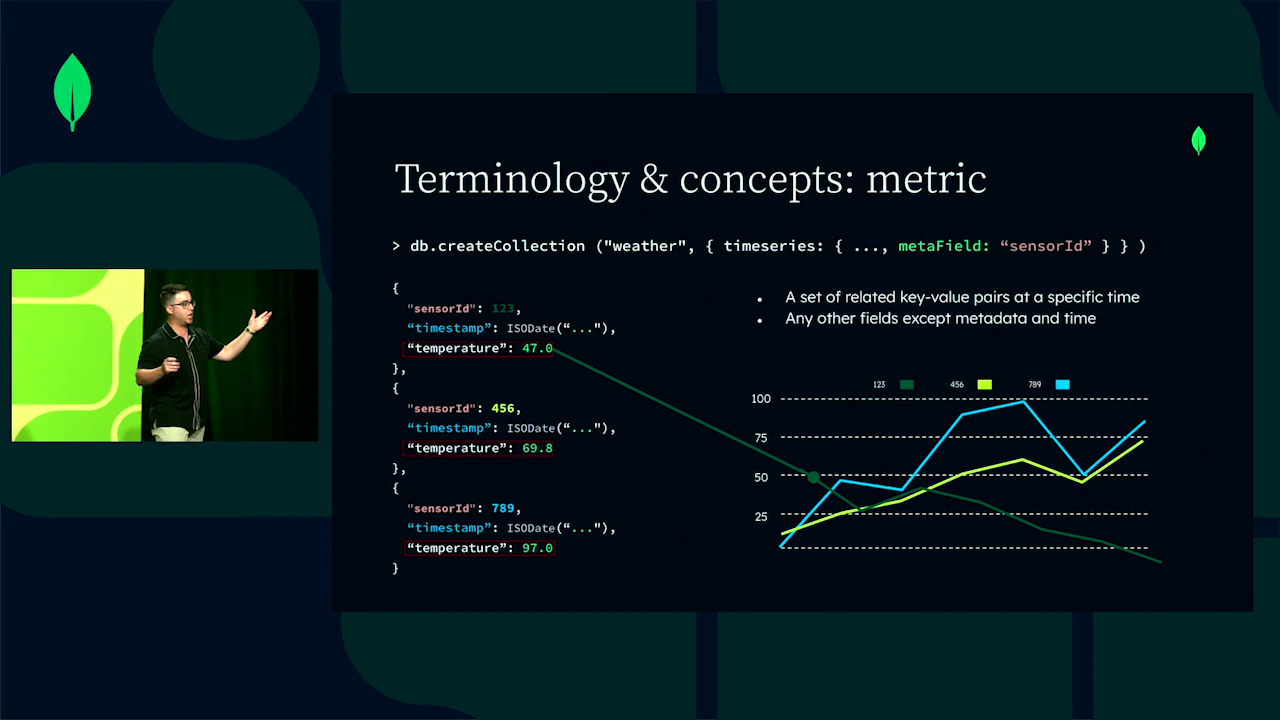 Terminology & concepts: metric
> db.createCollection ("weather", { timeseries: { ..., metaField: “sensorId” } } )
{
"sensorId": 123,
“timestamp”: ISODate(“..."),
“temperature”: 47.0
},
{
"sensorId": 456,
“timestamp”: ISODate(“..."),
“temperature”: 69.8
},
{
"sensorId": 789,
“timestamp”: ISODate(“..."),
“temperature”: 97.0
}
• A set of related key-value pairs at a specific time
• Any other fields except metadata and time
123 456 789
100
75
50
25